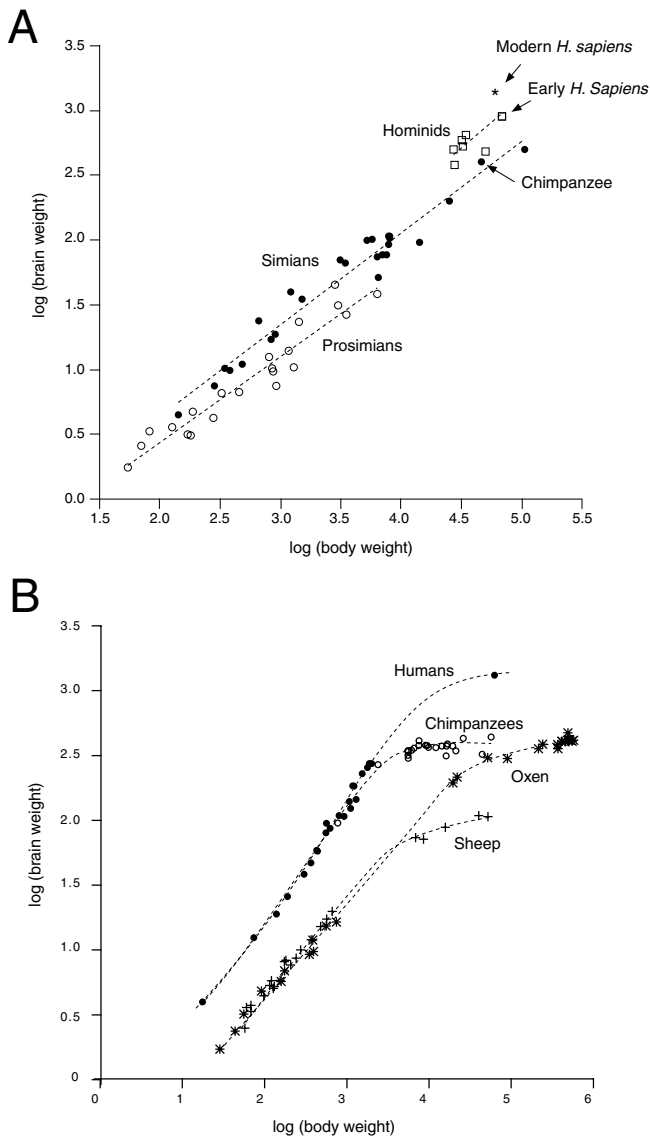 A
3.5
3.0
2.5
2.0
1.5
1.0
0.5
0.0
log (brain weight)
Modern H. sapiens
*
Early H. Sapiens
Hominids
Chimpanzee
Simians
Prosimians
1.5 2.0 2.5 3.0 3.5 4.0 4.5 5.0 5.5
log (body weight)
B
3.5
3.0
2.5
2.0
1.5
1.0
0.5
0
log (brain weight)
Humans
Chimpanzees
Oxen
Sheep
0 1 2 3 4 5 6
log (body weight)